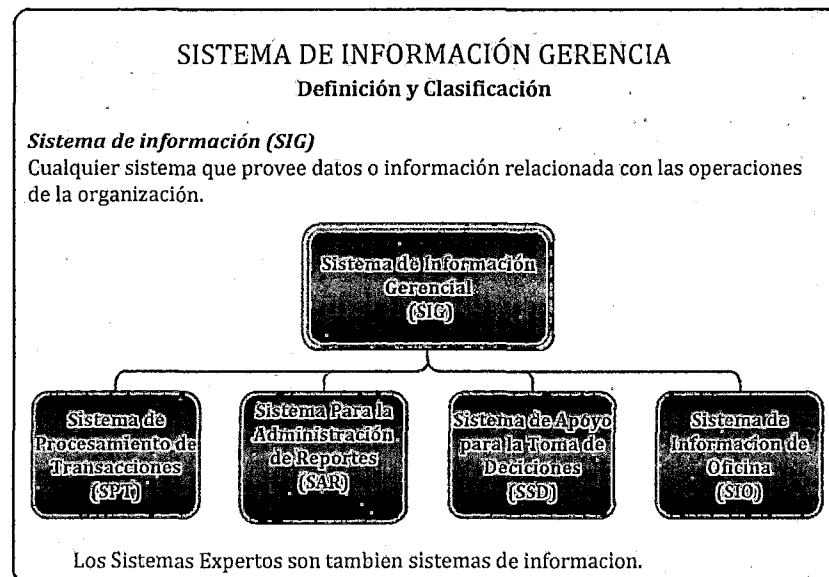 SISTEMA DE INFORMACIÓN GERENCIA
Definición y Clasificación
Sistema de información (SIG)
Cualquier sistema que provee datos o información relacionada con las operaciones
de la organización.
Sistema de Información
Gerencial
(SIG)
Sistema de
Procesamiento de
Transacciones
(SPT)
Sistema Para la
Administración
de Reportes
(SAR)
Sistema de Apoyo
para la Toma de
Deciciones
(SSD)
Sistema de
Informacion de
Oficina
(SIO)
Los Sistemas Expertos son tambien sistemas de informacion.